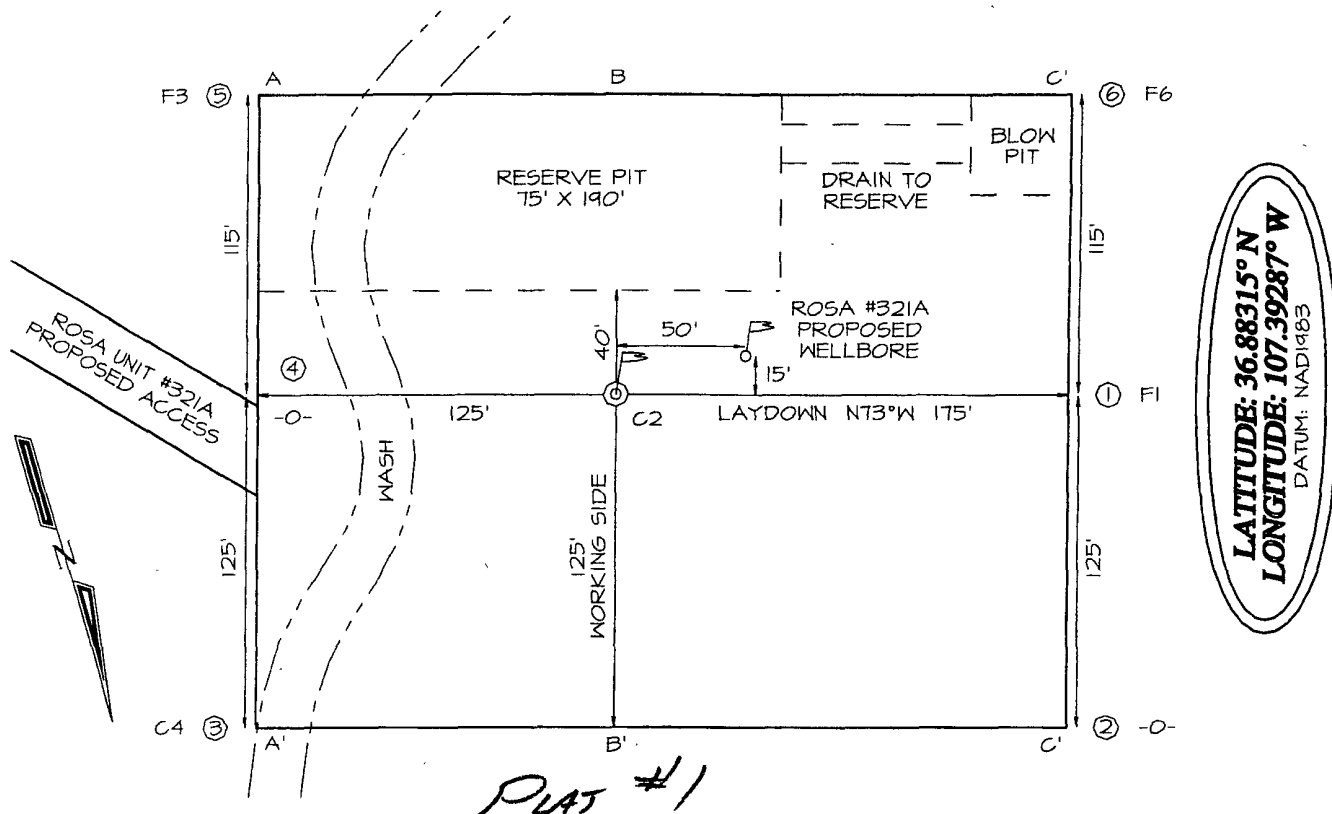 A
B
C'
F3 ⑤
⑥ F6
BLOW
PIT
RESERVE PIT
75' X 190'
DRAIN TO
RESERVE
115'
115'
LATITUDE: 36.88315° N
LONGITUDE: 107.39287° W
DATUM: NAD1983
ROSA UNIT #321A
PROPOSED ACCESS
ROSA #321A
PROPOSED
WELLBORE
50'
40'
15'
④
-0-
125'
C2
LAYDOWN N73°W 175'
① F1
WASH
125'
125'
WORKING SIDE
125'
C4 ③
A'
B'
C'
② -0-
PLAT #1